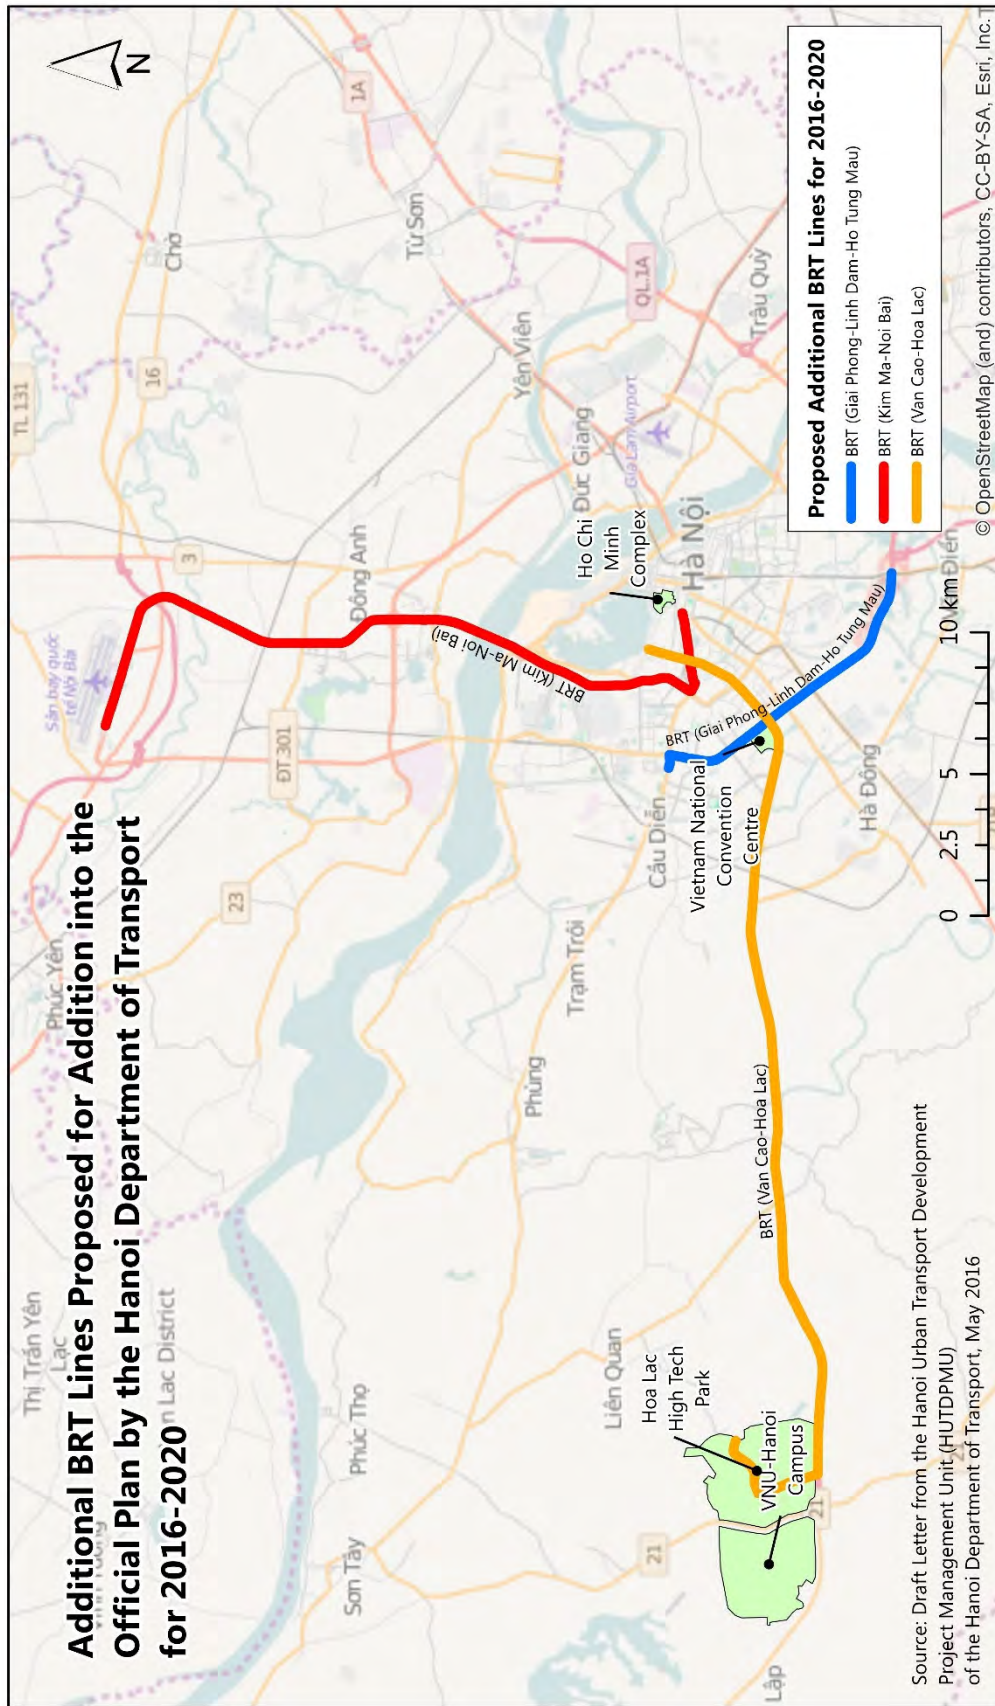 Additional BRT Lines Proposed for Addition into the
Official Plan by the Hanoi Department of Transport
for 2016-2020
N
Thị Trấn Yên
Lạc
n Lac District
Phúc Yên
Sân bay quốc
tế Nội Bài
TL 131
Chờ
16
1A
3
23
ĐT 301
Đông Anh
Từ Sơn
Yên Viên
Sơn Tây
Phúc Thọ
Phùng
Trạm Trôi
Đức Giang
Gia Lam Airport
QL.1A
Trâu Quỳ
Liên Quan
Cầu Diễn
Hà Nội
Hà Đông
Điển
Lập
21
21
21
BRT (Kim Ma-Noi Bai)
Ho Chi
Minh
Complex
BRT (Giai Phong-Linh Dam-Ho Tung Mau)
Vietnam National
Convention
Centre
BRT (Van Cao-Hoa Lac)
Hoa Lac
High Tech
Park
VNU-Hanoi
Campus
Proposed Additional BRT Lines for 2016-2020
BRT (Giai Phong-Linh Dam-Ho Tung Mau)
BRT (Kim Ma-Noi Bai)
BRT (Van Cao-Hoa Lac)
0 2.5 5 10 km
Source: Draft Letter from the Hanoi Urban Transport Development
Project Management Unit (HUTDPMU)
of the Hanoi Department of Transport, May 2016
© OpenStreetMap (and) contributors, CC-BY-SA, Esri, Inc.